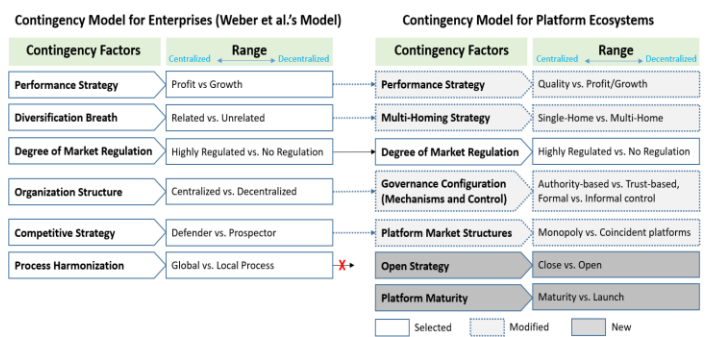 Contingency Model for Enterprises (Weber et al.'s Model)
Contingency Factors
Range
Centralized
Decentralized
Performance Strategy
Profit vs Growth
Diversification Breath
Related vs. Unrelated
Degree of Market Regulation
Highly Regulated vs. No Regulation
Organization Structure
Centralized vs. Decentralized
Competitive Strategy
Defender vs. Prospector
Process Harmonization
Global vs. Local Process
X
Contingency Model for Platform Ecosystems
Contingency Factors
Range
Centralized
Decentralized
Performance Strategy
Quality vs. Profit/Growth
Multi-Homing Strategy
Single-Home vs. Multi-Home
Degree of Market Regulation
Highly Regulated vs. No Regulation
Governance Configuration
(Mechanisms and Control)
Authority-based vs. Trust-based,
Formal vs. Informal control
Platform Market Structures
Monopoly vs. Coincident platforms
Open Strategy
Close vs. Open
Platform Maturity
Maturity vs. Launch
Selected
Modified
New